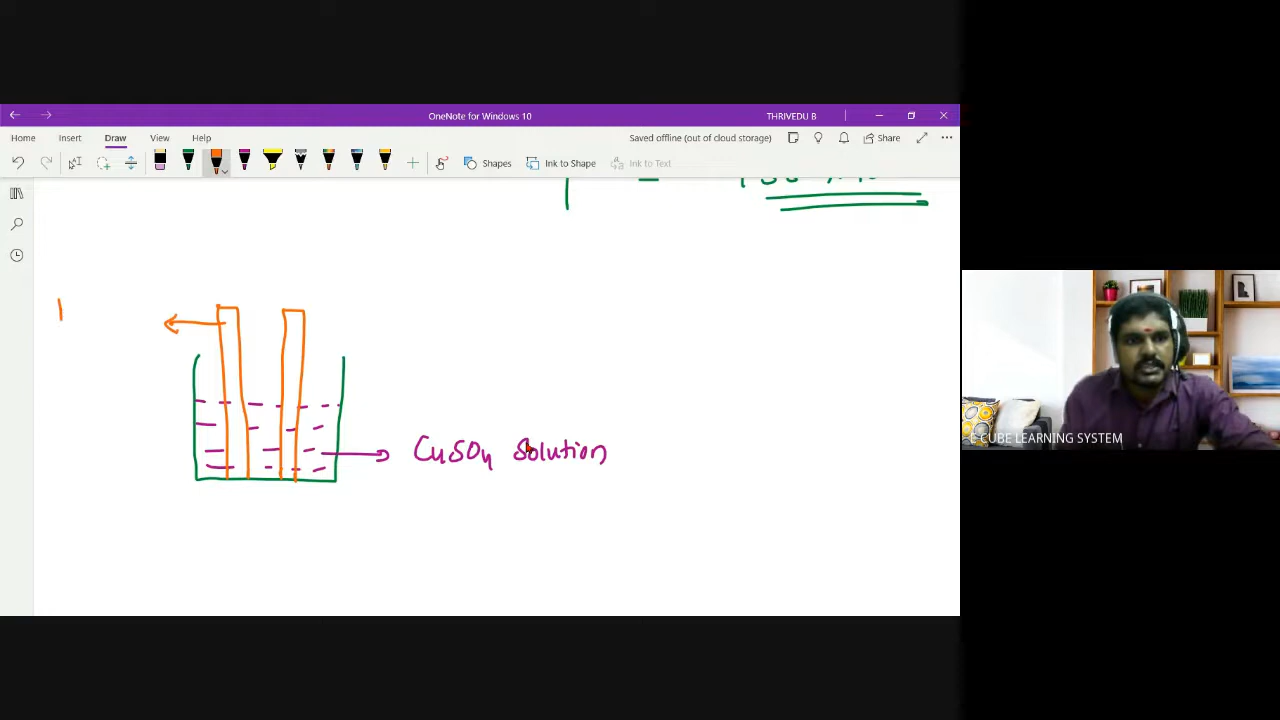 OneNote for Windows 10
THRIVEDU B
Home Insert Draw View Help
Saved offline (out of cloud storage)
Share
Shapes
Ink to Shape
Ink to Text
CuSO4 Solution
C CUBE LEARNING SYSTEM